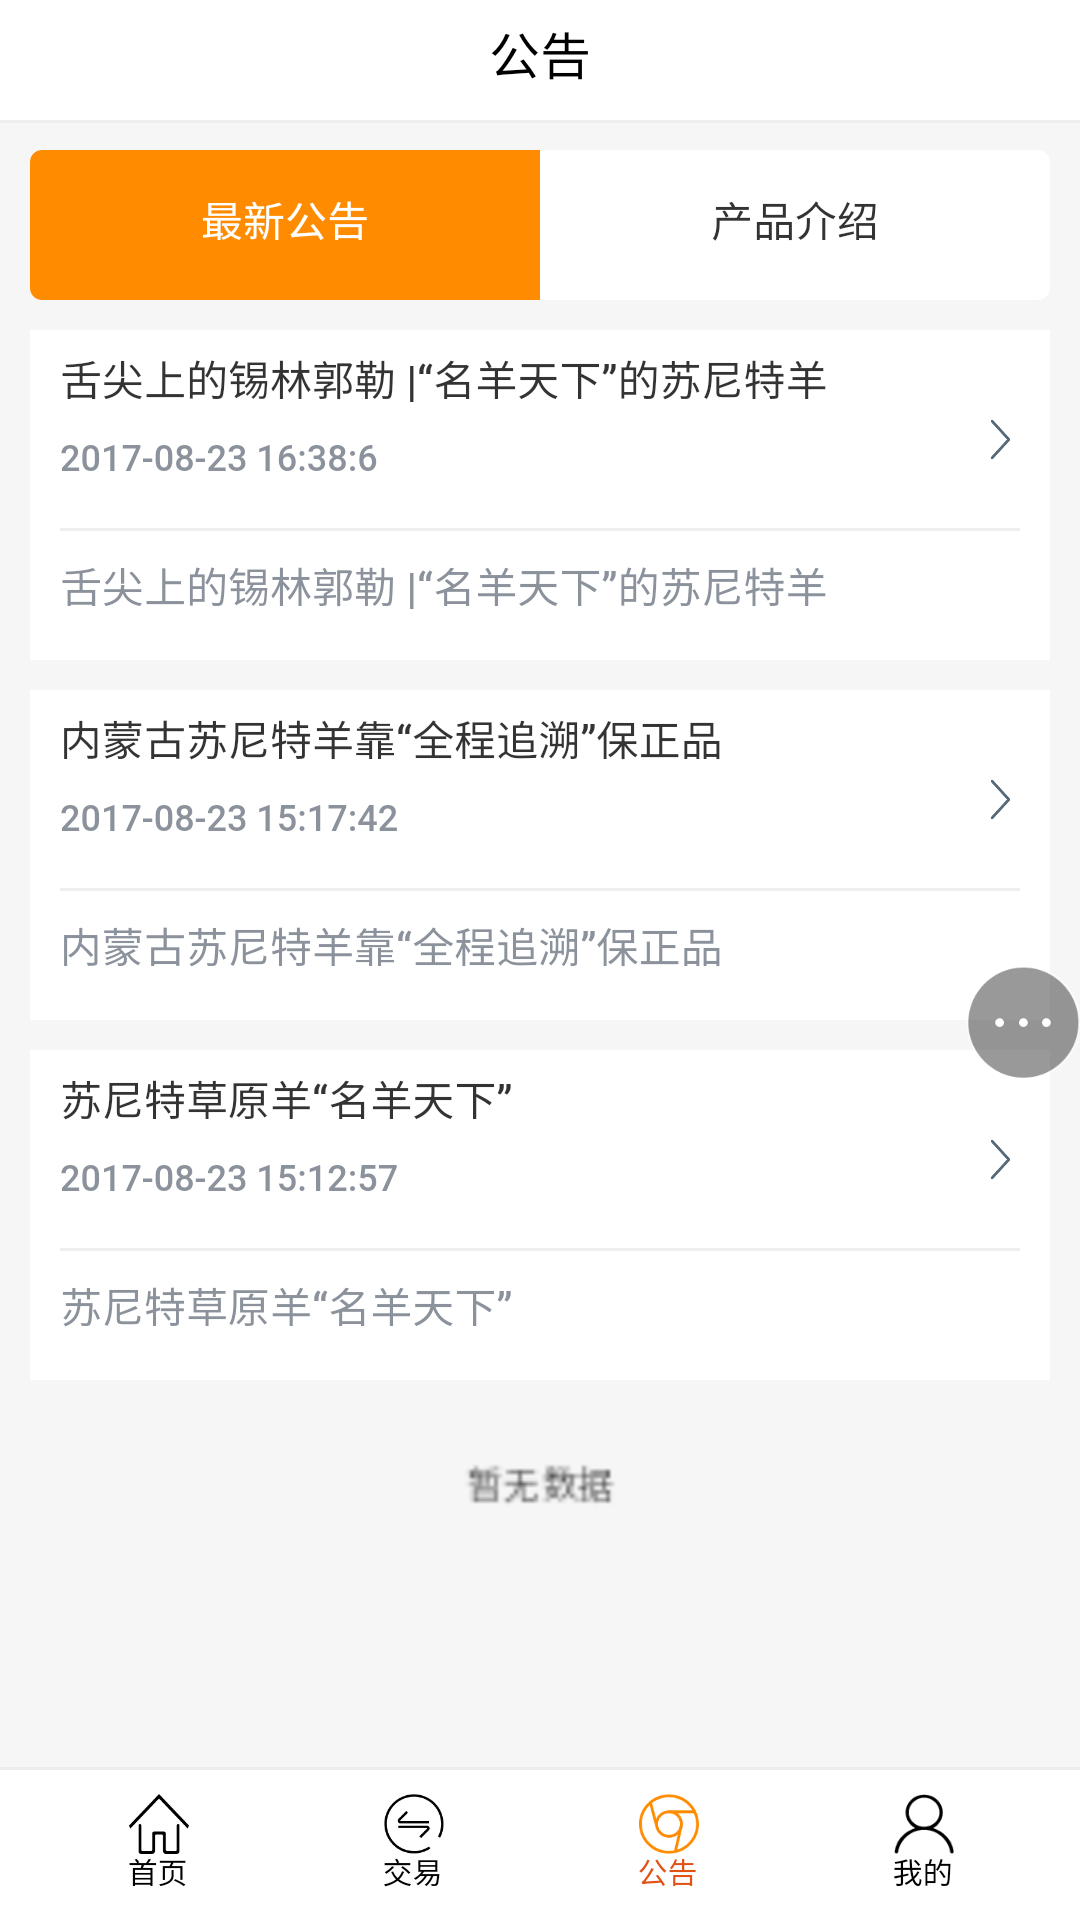 公告
最新公告
产品介绍
舌尖上的锡林郭勒 |“名羊天下”的苏尼特羊
2017-08-23 16:38:6
舌尖上的锡林郭勒 |“名羊天下”的苏尼特羊
内蒙古苏尼特羊靠“全程追溯”保正品
2017-08-23 15:17:42
内蒙古苏尼特羊靠“全程追溯”保正品
苏尼特草原羊“名羊天下”
2017-08-23 15:12:57
苏尼特草原羊“名羊天下”
暂无数据
首页
交易
公告
我的